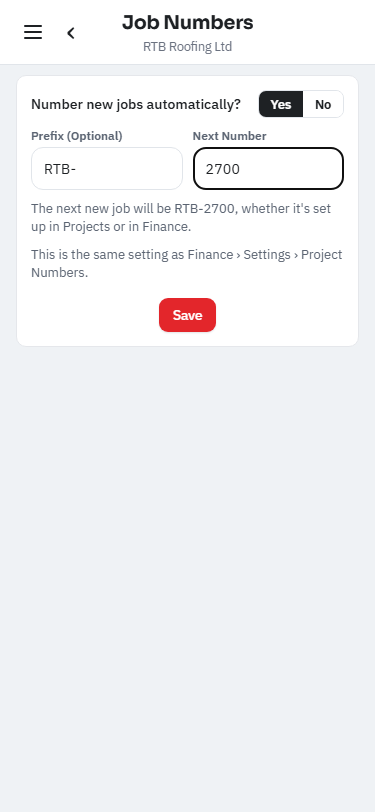 Job Numbers
RTB Roofing Ltd
Number new jobs automatically?
Yes
No
Prefix (Optional)
Next Number
RTB-
2700
The next new job will be RTB-2700, whether it's set
up in Projects or in Finance.
This is the same setting as Finance › Settings › Project
Numbers.
Save